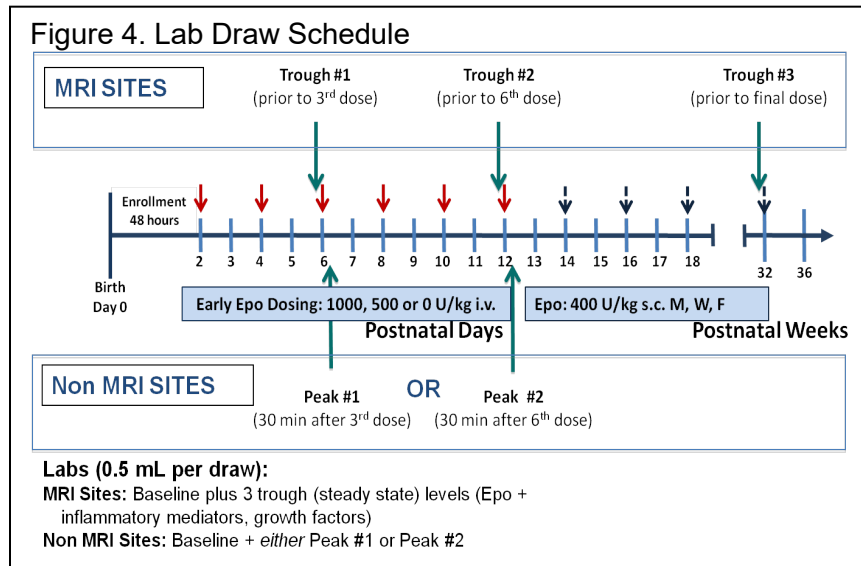 Figure 4. Lab Draw Schedule
MRI SITES
Trough #1
(prior to 3rd dose)
Trough #2
(prior to 6th dose)
Trough #3
(prior to final dose)
Enrollment
48 hours
2 3 4 5 6 7 8 9 10 11 12 13 14 15 16 17 18 32 36
Birth
Day 0
Early Epo Dosing: 1000, 500 or 0 U/kg i.v.
Epo: 400 U/kg s.c. M, W, F
Postnatal Days
Postnatal Weeks
Non MRI SITES
Peak #1
(30 min after 3rd dose)
OR
Peak #2
(30 min after 6th dose)
Labs (0.5 mL per draw):
MRI Sites: Baseline plus 3 trough (steady state) levels (Epo +
inflammatory mediators, growth factors)
Non MRI Sites: Baseline + either Peak #1 or Peak #2